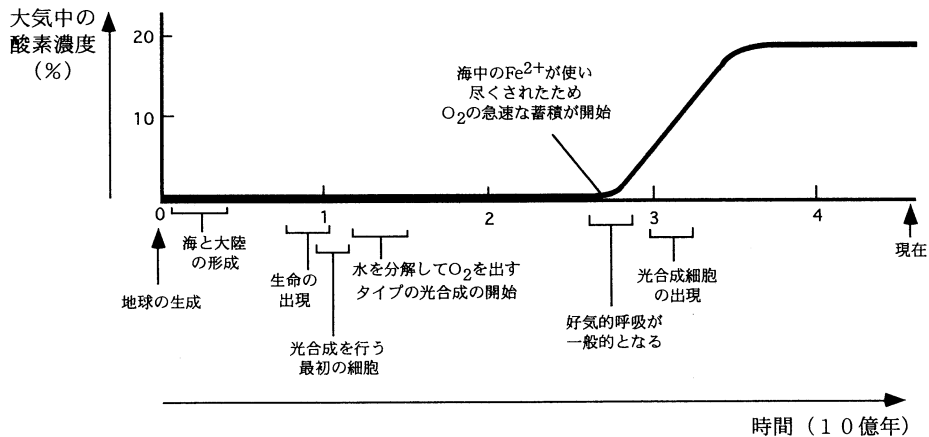 大気中の
酸素濃度
（%）
20
10
海中のFe²⁺が使い
尽くされたため
O₂の急速な蓄積が開始
0
1
2
3
4
海と大陸
の形成
地球の生成
生命の
出現
光合成を行う
最初の細胞
水を分解してO₂を出す
タイプの光合成の開始
好気的呼吸が
一般的となる
光合成細胞
の出現
現在
時間（１０億年）